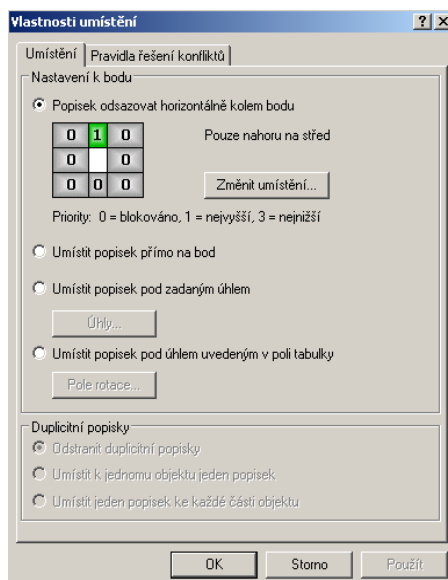 Vlastnosti umístění
Umístění Pravidla řešení konfliktů
Nastavení k bodu
Popisek odsazovat horizontálně kolem bodu
0 1 0
Pouze nahoru na střed
0 0
0 0 0
Změnit umístění...
Priority: 0 = blokováno, 1 = nejvyšší, 3 = nejnižší
Umístit popisek přímo na bod
Umístit popisek pod zadaným úhlem
Úhly...
Umístit popisek pod úhlem uvedeným v poli tabulky
Pole rotace...
Duplicitní popisky
Odstranit duplicitní popisky
Umístit k jednomu objektu jeden popisek
Umístit jeden popisek ke každé části objektu
OK Storno Použít